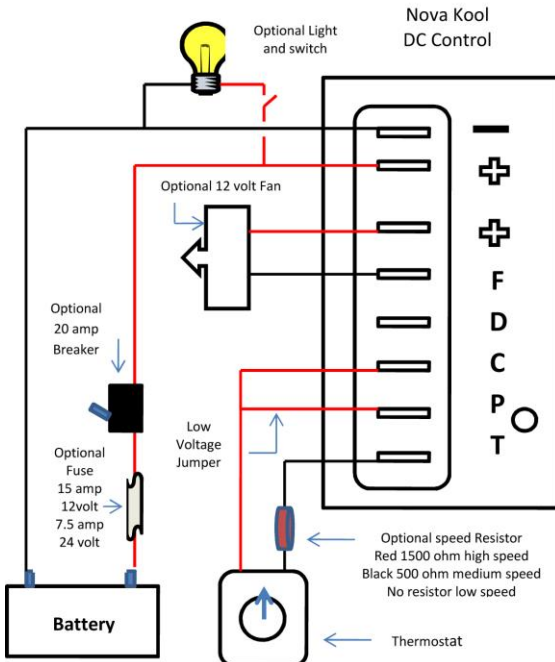 Nova Kool
DC Control
Optional Light
and switch
Optional 12 volt Fan
Optional
20 amp
Breaker
Optional
Fuse
15 amp
12volt
7.5 amp
24 volt
Low
Voltage
Jumper
F
D
C
P
T
Optional speed Resistor
Red 1500 ohm high speed
Black 500 ohm medium speed
No resistor low speed
Battery
Thermostat